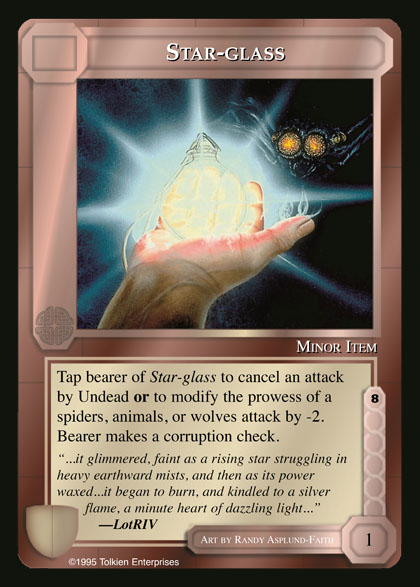 STAR-GLASS
MINOR ITEM
Tap bearer of Star-glass to cancel an attack
by Undead or to modify the prowess of a
spiders, animals, or wolves attack by -2.
Bearer makes a corruption check.
“...it glimmered, faint as a rising star struggling in
heavy earthward mists, and then as its power
waxed...it began to burn, and kindled to a silver
flame, a minute heart of dazzling light...”
—LotRIV
8
ART BY RANDY ASPLUND-FAITH
1
©1995 Tolkien Enterprises